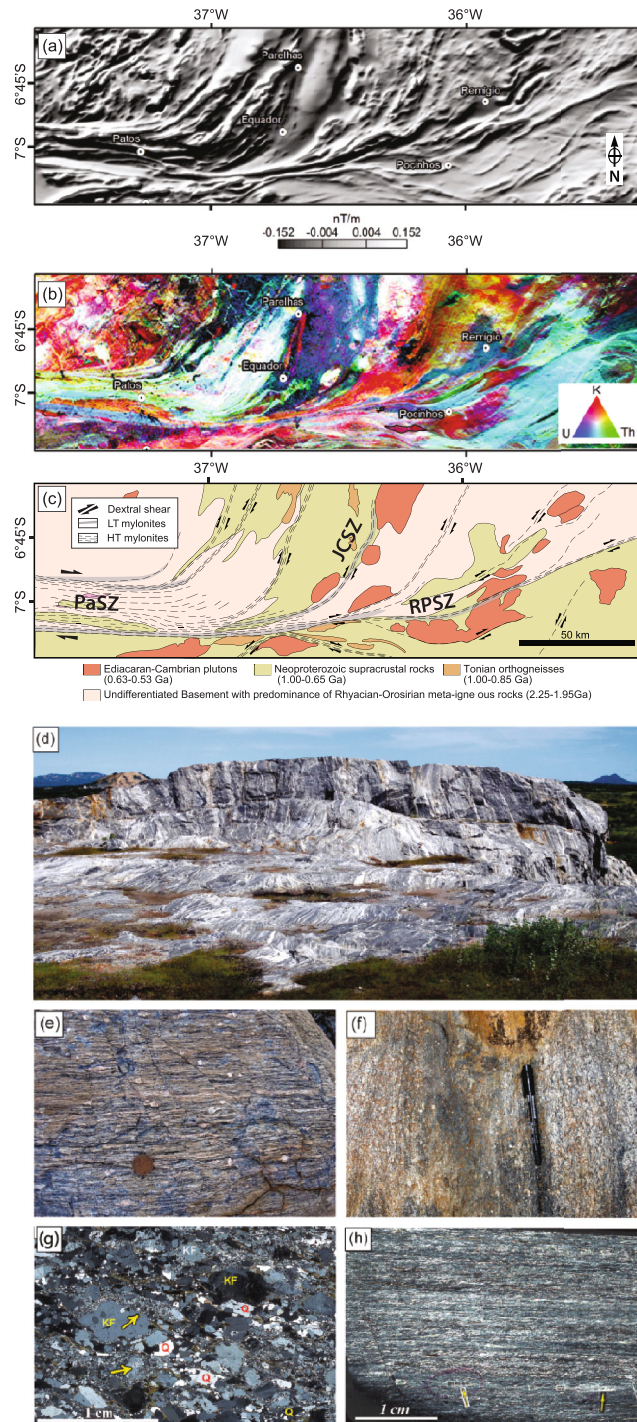 37°W
36°W
(a)
Parelhas
6°45'S
Remígio
Equador
Patos
7°S
Pocinhos
N
nT/m
-0.152 -0.004 0.004 0.152
37°W
36°W
(b)
Parelhas
6°45'S
Remígio
Equador
Patos
7°S
Pocinhos
K
U Th
37°W
36°W
(c)
Dextral shear
LT mylonites
HT mylonites
6°45'S
JCSZ
PaSZ
RPSZ
7°S
50 km
Ediacaran-Cambrian plutons
(0.63-0.53 Ga)
Neoproterozoic supracrustal rocks
(1.00-0.65 Ga)
Tonian orthogneisses
(1.00-0.85 Ga)
Undifferentiated Basement with predominance of Rhyacian-Orosirian meta-igne ous rocks (2.25-1.95Ga)
(d)
(e)
(f)
(g)
KF
KF
Q
KF
Q
Q
Q
1 cm
(h)
1 cm